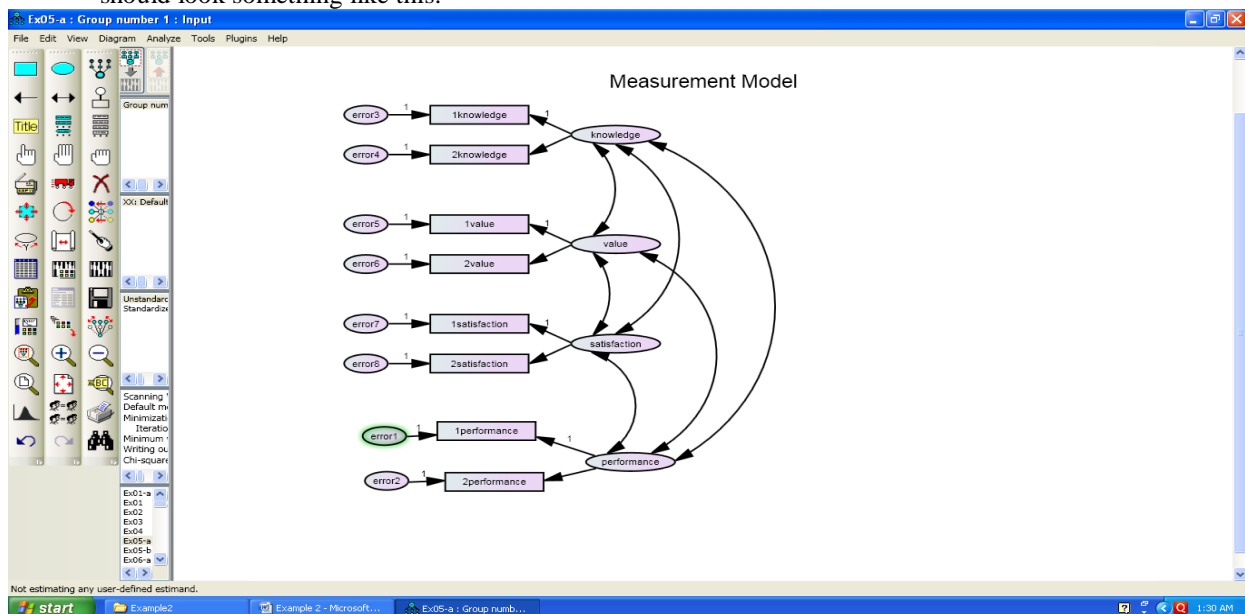 should look something like this:
Ex05-a : Group number 1 : Input
File Edit View Diagram Analyze Tools Plugins Help
Title
Group num
XX: Default
Unstandard
Standardize
Scanning
Default m
Minimizati
Iteratio
Minimum
Writing ou
Chi-square
Ex01-a
Ex01
Ex02
Ex03
Ex04
Ex05-a
Ex05-b
Ex06-a
Measurement Model
error3 1 1knowledge 1
knowledge
error4 1 2knowledge
error5 1 1value 1
value
error6 1 2value
error7 1 1satisfaction 1
satisfaction
error8 1 2satisfaction
error1 1 1performance 1
performance
error2 1 2performance
Not estimating any user-defined estimand.
start Example2 Example 2 - Microsoft... Ex05-a : Group numb... 1:30 AM